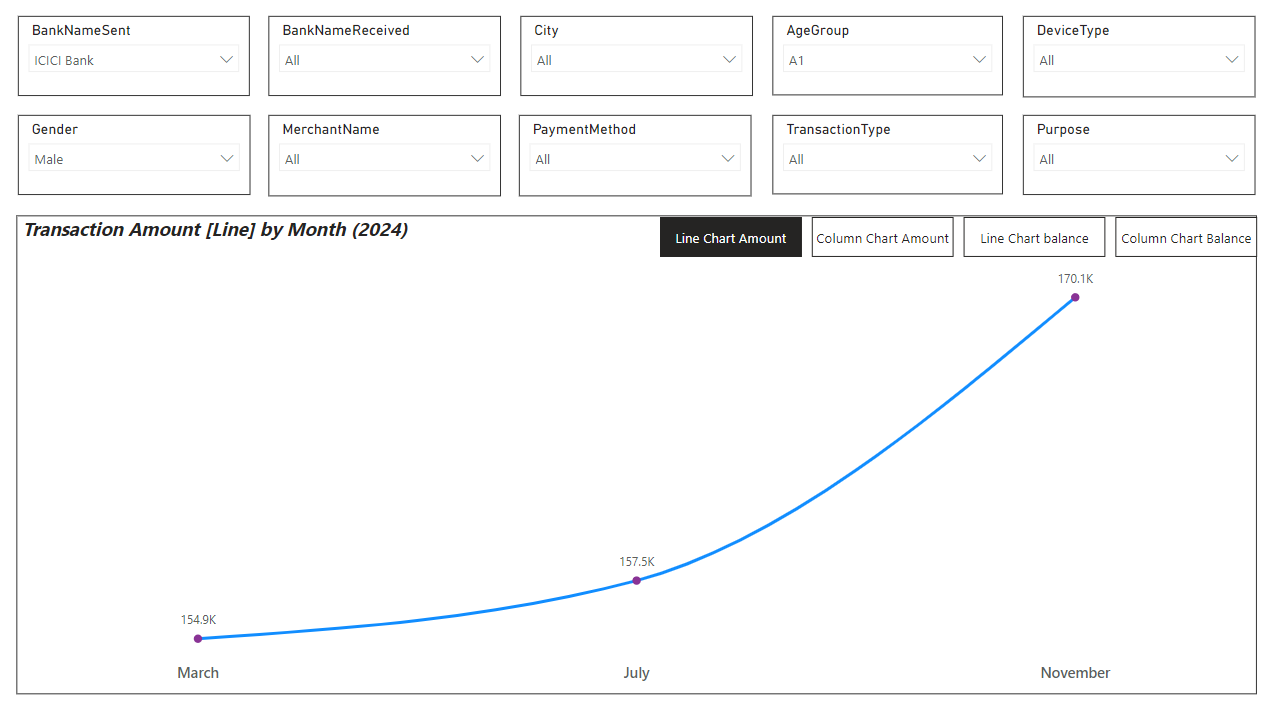 BankNameSent
ICICI Bank
BankNameReceived
All
City
All
AgeGroup
A1
DeviceType
All
Gender
Male
MerchantName
All
PaymentMethod
All
TransactionType
All
Purpose
All
Transaction Amount [Line] by Month (2024)
Line Chart Amount
Column Chart Amount
Line Chart balance
Column Chart Balance
170.1K
157.5K
154.9K
March
July
November